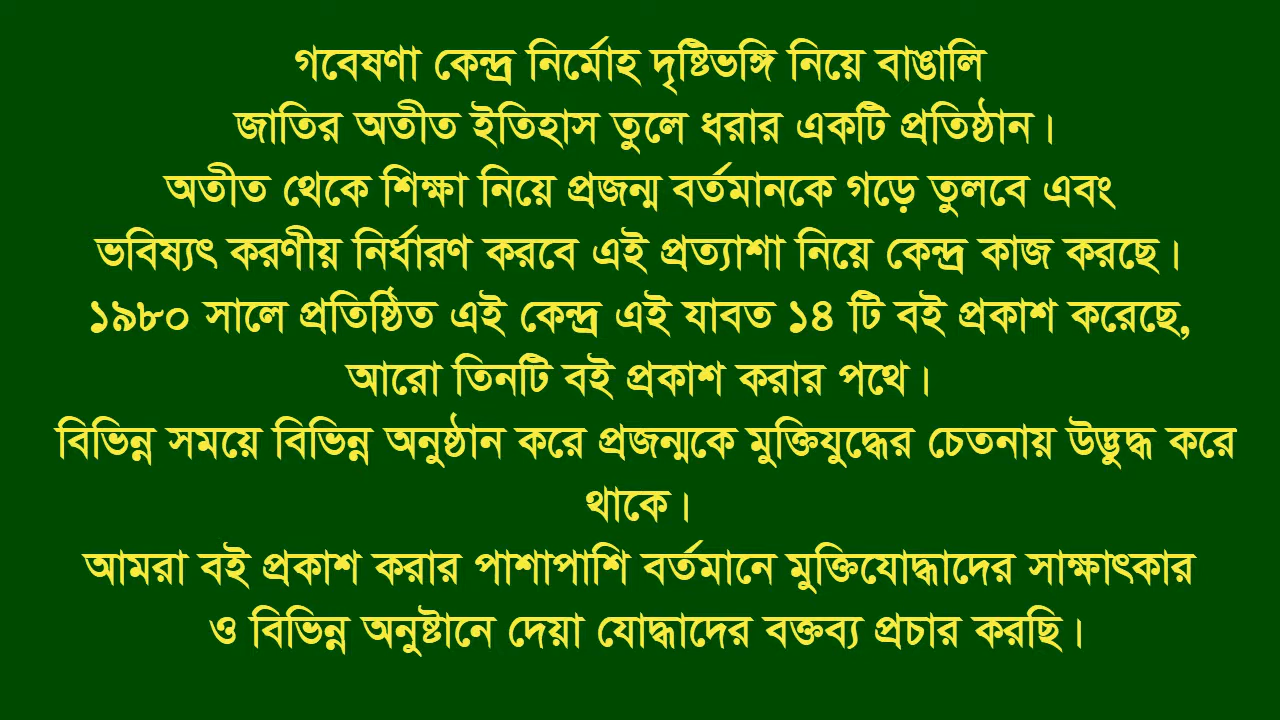 গবেষণা কেন্দ্র নির্মোহ দৃষ্টিভঙ্গি নিয়ে বাঙালি
জাতির অতীত ইতিহাস তুলে ধরার একটি প্রতিষ্ঠান।
অতীত থেকে শিক্ষা নিয়ে প্রজন্ম বর্তমানকে গড়ে তুলবে এবং
ভবিষ্যৎ করণীয় নির্ধারণ করবে এই প্রত্যাশা নিয়ে কেন্দ্র কাজ করছে।
১৯৮০ সালে প্রতিষ্ঠিত এই কেন্দ্র এই যাবত ১৪ টি বই প্রকাশ করেছে,
আরো তিনটি বই প্রকাশ করার পথে।
বিভিন্ন সময়ে বিভিন্ন অনুষ্ঠান করে প্রজন্মকে মুক্তিযুদ্ধের চেতনায় উদ্ভুদ্ধ করে
থাকে।
আমরা বই প্রকাশ করার পাশাপাশি বর্তমানে মুক্তিযোদ্ধাদের সাক্ষাৎকার
ও বিভিন্ন অনুষ্টানে দেয়া যোদ্ধাদের বক্তব্য প্রচার করছি।